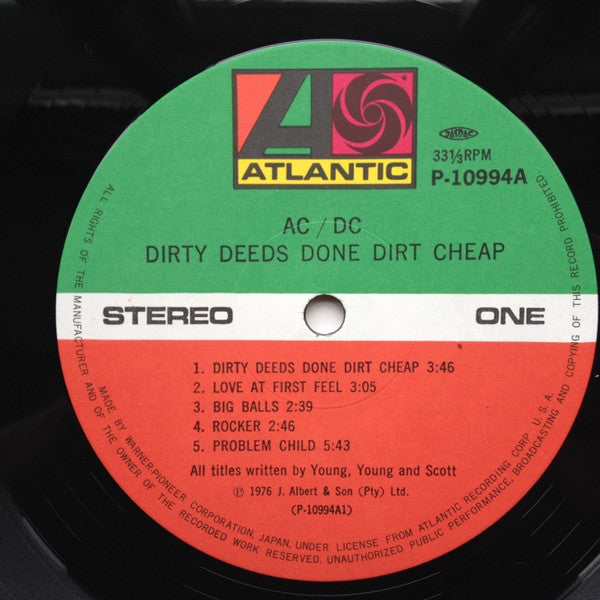 ATLANTIC
JASRAC
33⅓RPM
P-10994A
AC/DC
DIRTY DEEDS DONE DIRT CHEAP
STEREO
ONE
1. DIRTY DEEDS DONE DIRT CHEAP 3:46
2. LOVE AT FIRST FEEL 3:05
3. BIG BALLS 2:39
4. ROCKER 2:46
5. PROBLEM CHILD 5:43
All titles written by Young, Young and Scott
Ⓟ 1976 J. Albert & Son (Pty) Ltd.
(P-10994A1)
MADE BY WARNER-PIONEER CORPORATION, JAPAN, UNDER LICENSE FROM ATLANTIC RECORDING CORP. U.S.A.
ALL RIGHTS OF THE MANUFACTURER AND OF THE OWNER OF THE RECORDED WORK RESERVED. UNAUTHORIZED PUBLIC PERFORMANCE, BROADCASTING AND COPYING OF THIS RECORD PROHIBITED.